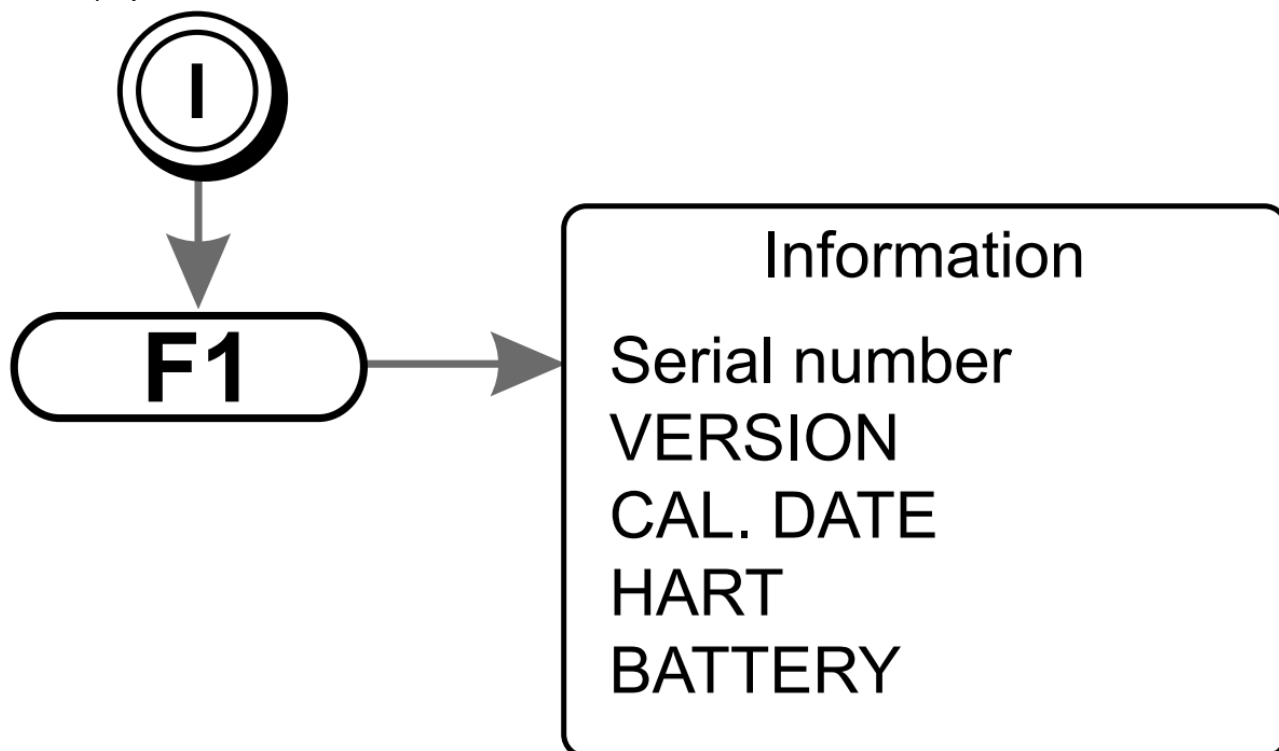 I
F1
Information
Serial number
VERSION
CAL. DATE
HART
BATTERY